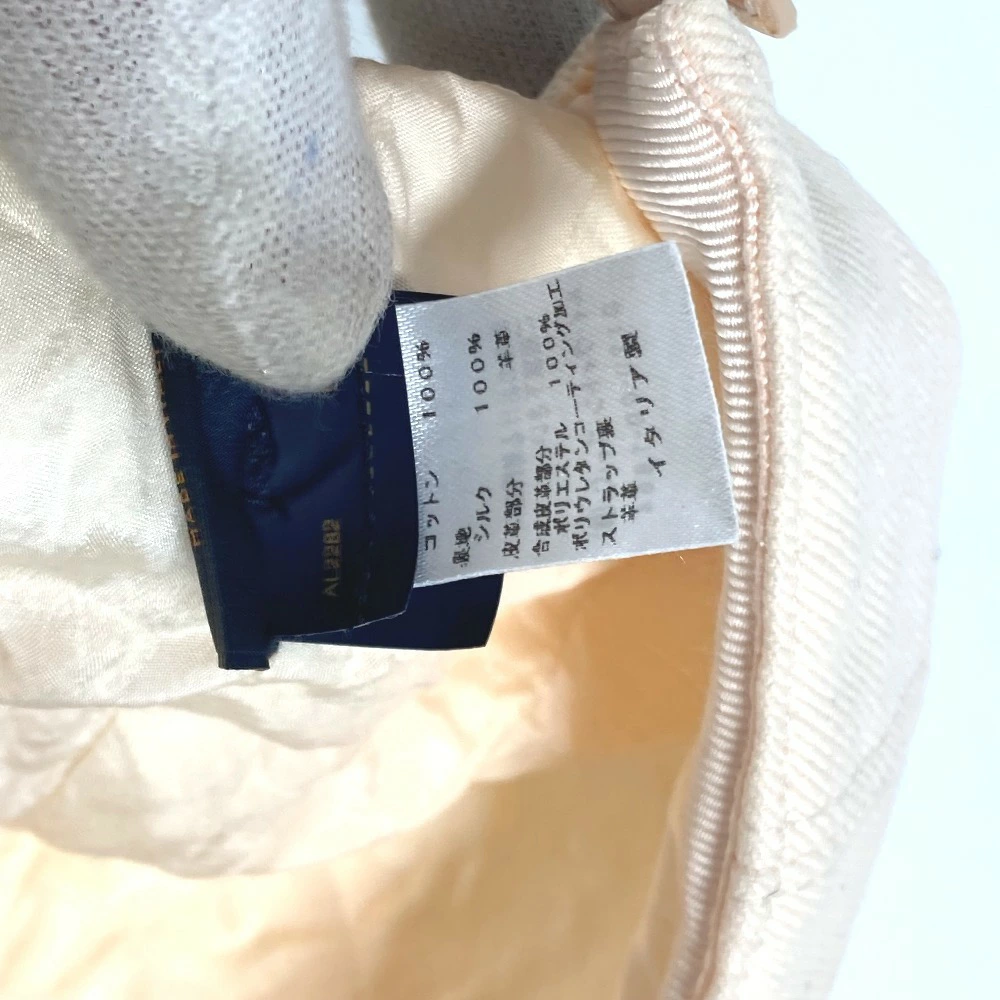 MADE IN
AL2282
コットン 100%
裏地
シルク 100%
皮革部分 羊革
合成皮革部分
ポリエステル 100%
ポリウレタンコーティング加工
ストラップ製
羊革
イタリア製